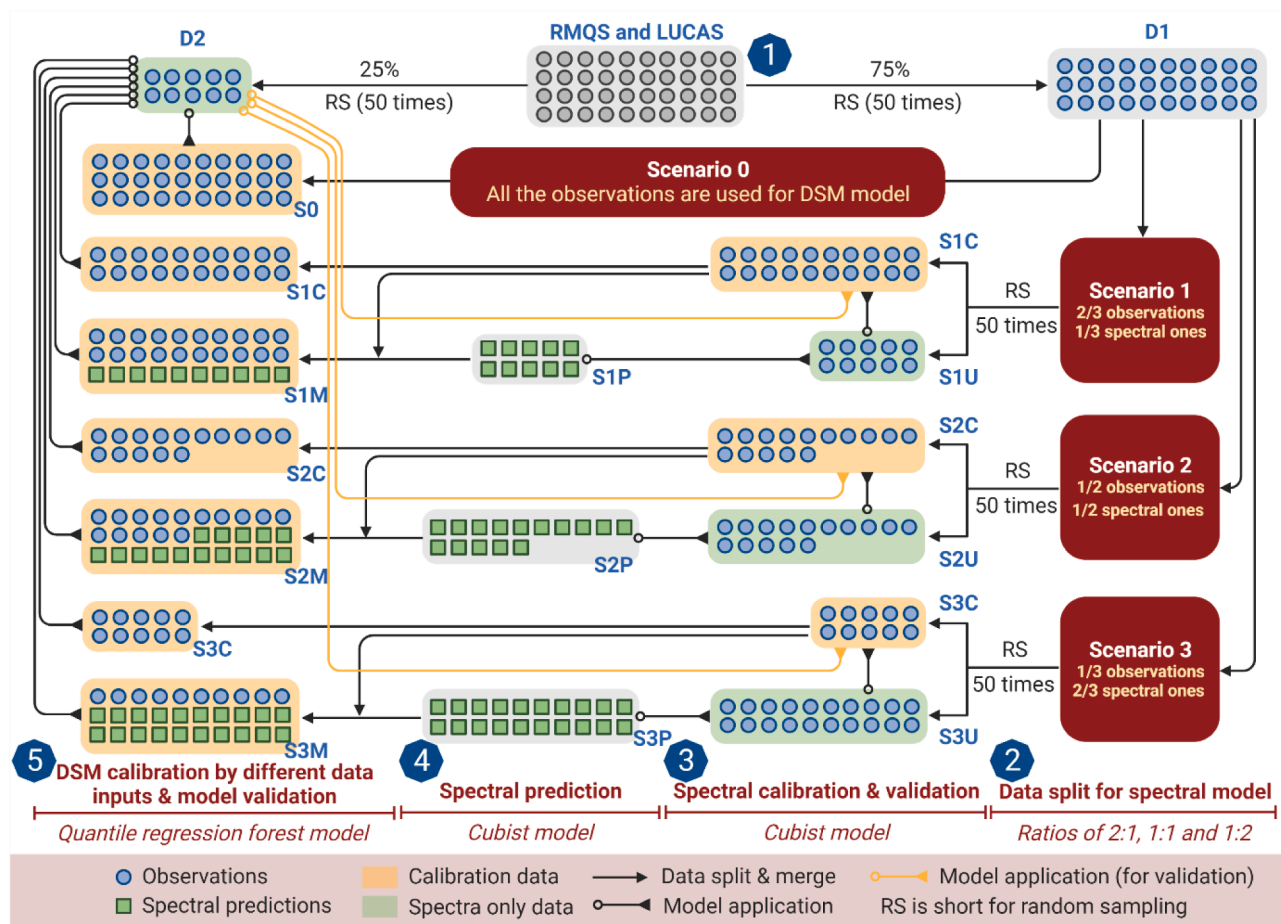 D2
RMQS and LUCAS
1
D1
25%
RS (50 times)
75%
RS (50 times)
Scenario 0
All the observations are used for DSM model
S0
S1C
S1C
RS
50 times
Scenario 1
2/3 observations
1/3 spectral ones
S1M
S1P
S1U
S2C
S2C
RS
50 times
Scenario 2
1/2 observations
1/2 spectral ones
S2M
S2P
S2U
S3C
S3C
RS
50 times
Scenario 3
1/3 observations
2/3 spectral ones
S3M
S3P
S3U
5
DSM calibration by different data
inputs & model validation
Quantile regression forest model
4
Spectral prediction
Cubist model
3
Spectral calibration & validation
Cubist model
2
Data split for spectral model
Ratios of 2:1, 1:1 and 1:2
Observations
Calibration data
Data split & merge
Model application (for validation)
Spectral predictions
Spectra only data
Model application
RS is short for random sampling